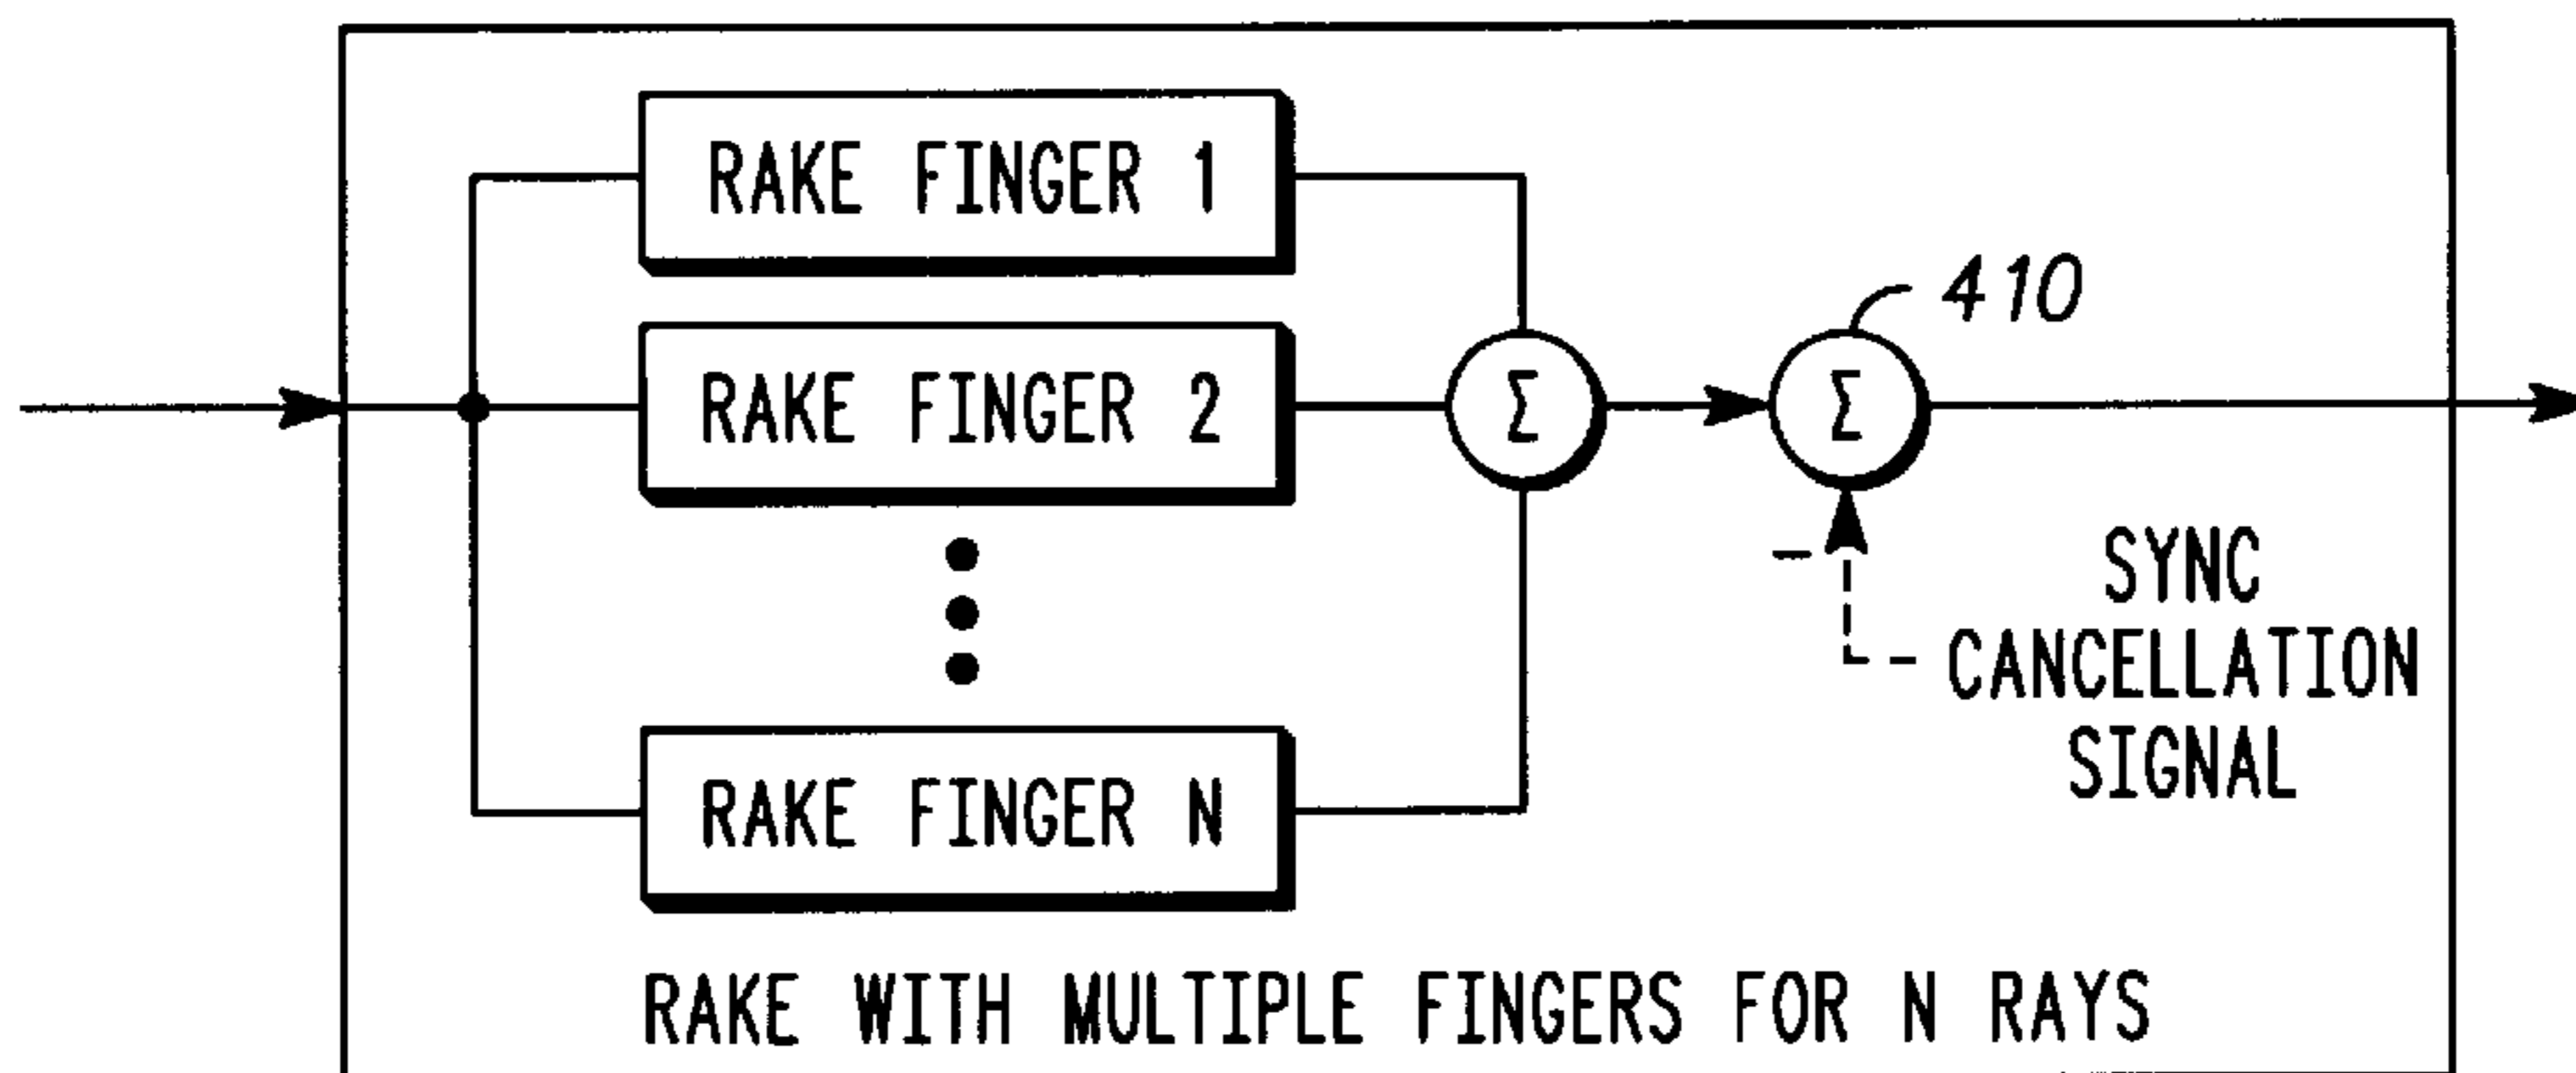 RAKE FINGER 1
410
RAKE FINGER 2
Σ
Σ
–
SYNC
CANCELLATION
SIGNAL
RAKE FINGER N
RAKE WITH MULTIPLE FINGERS FOR N RAYS